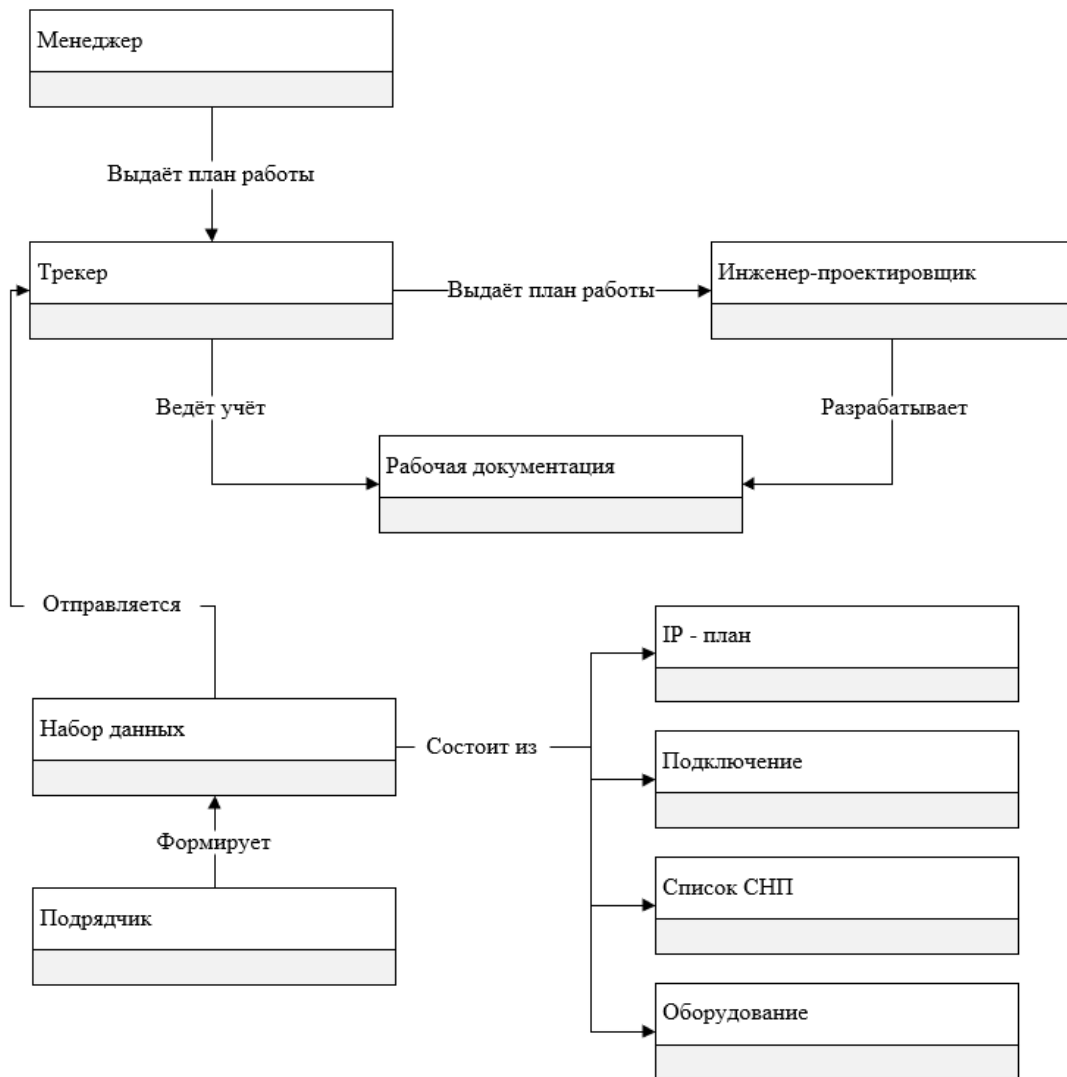 Менеджер
Выдаёт план работы
Трекер
Выдаёт план работы
Инженер-проектировщик
Ведёт учёт
Разрабатывает
Рабочая документация
Отправляется
IP - план
Набор данных
Состоит из
Подключение
Формирует
Список СНП
Подрядчик
Оборудование